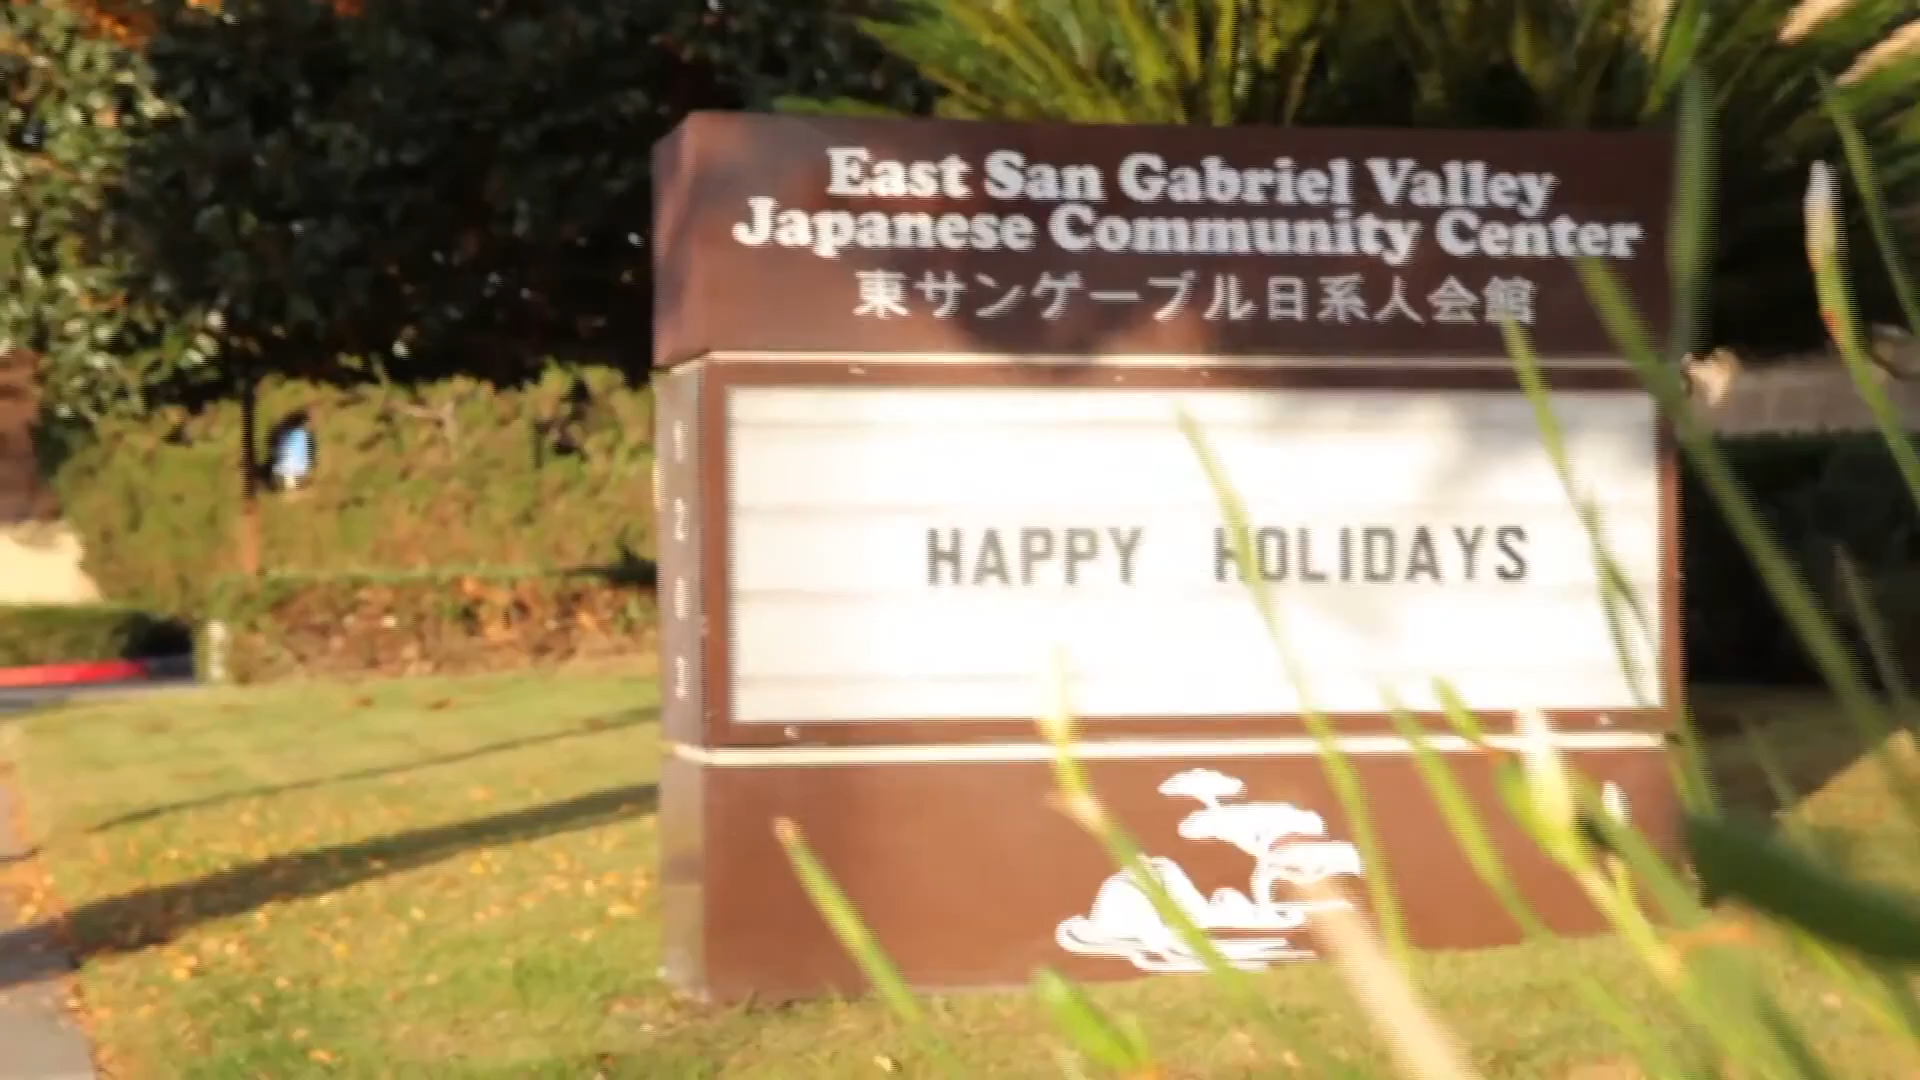 East San Gabriel Valley
Japanese Community Center
東サンゲーブル日系人会館
HAPPY HOLIDAYS